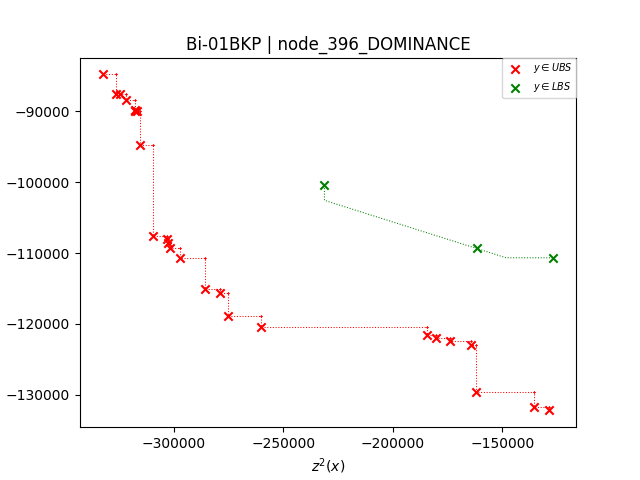 Bi-01BKP | node_396_DOMINANCE
y ∈ UBS
y ∈ LBS
−90000
−100000
−110000
−120000
−130000
−300000
−250000
−200000
−150000
z²(x)